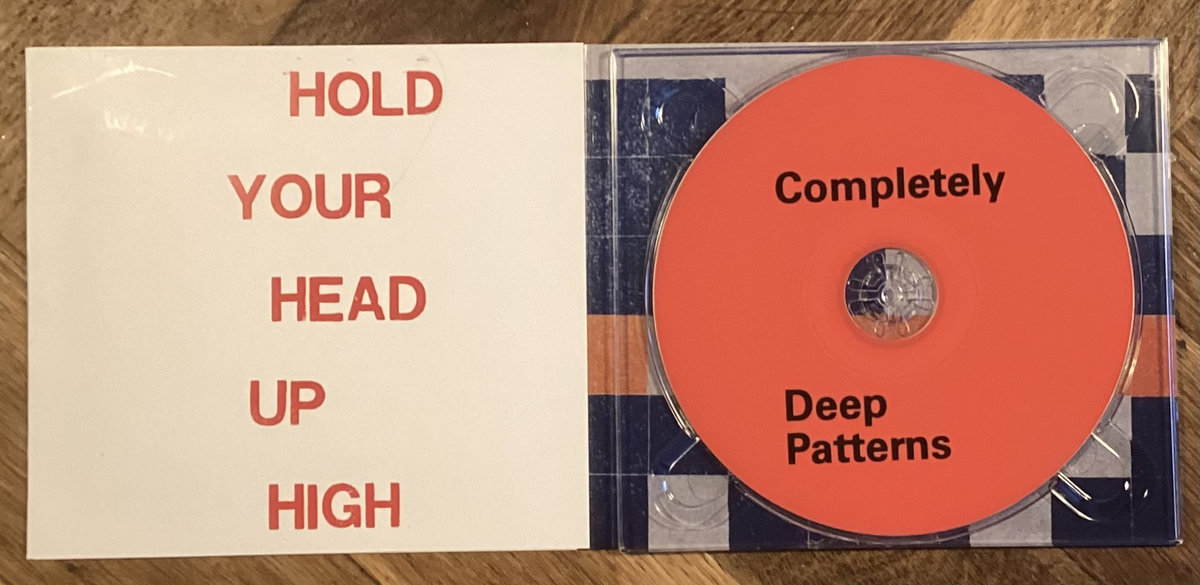 HOLD
YOUR
HEAD
UP
HIGH
Completely
Deep
Patterns